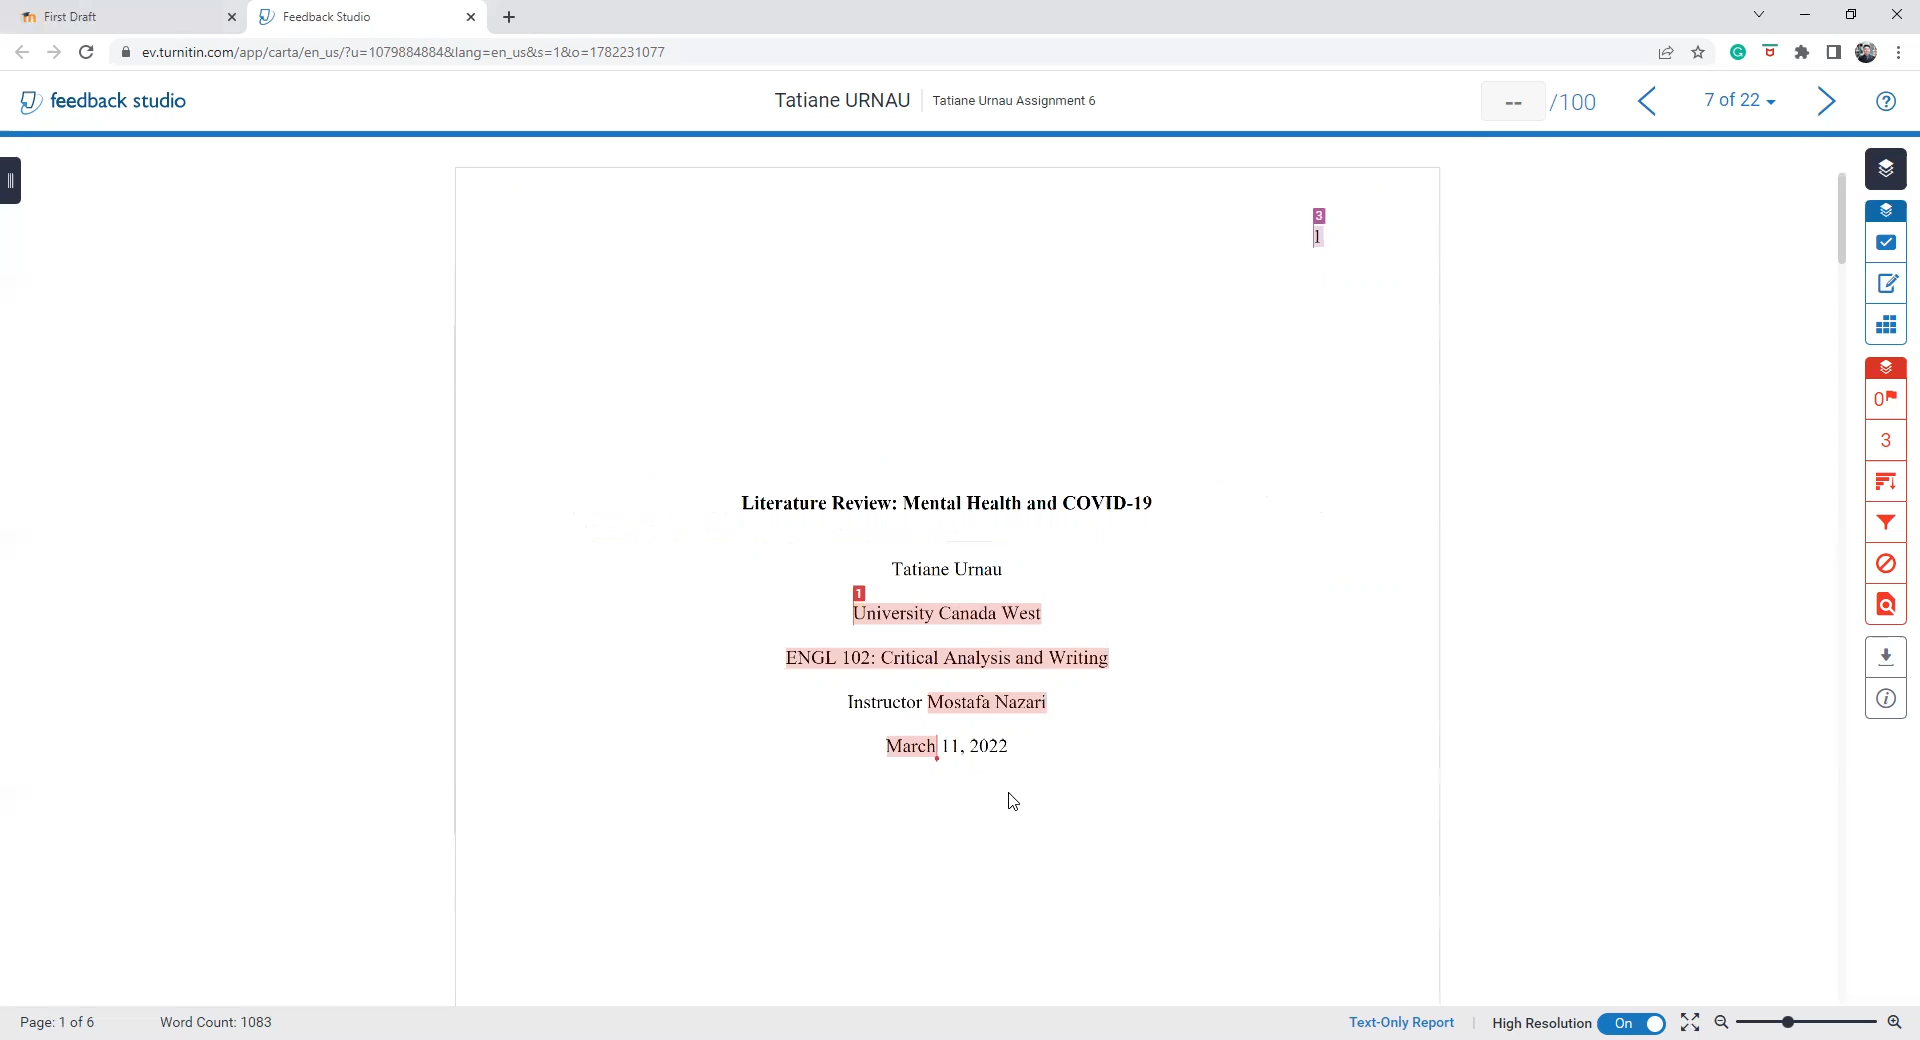 First Draft
Feedback Studio
ev.turnitin.com/app/carta/en_us/?u=1079884884&lang=en_us&s=1&o=1782231077
feedback studio
Tatiane URNAU
Tatiane Urnau Assignment 6
-- /100
7 of 22
3
1
Literature Review: Mental Health and COVID-19
Tatiane Urnau
1
University Canada West
ENGL 102: Critical Analysis and Writing
Instructor Mostafa Nazari
March 11, 2022
0
3
Page: 1 of 6
Word Count: 1083
Text-Only Report
High Resolution
On